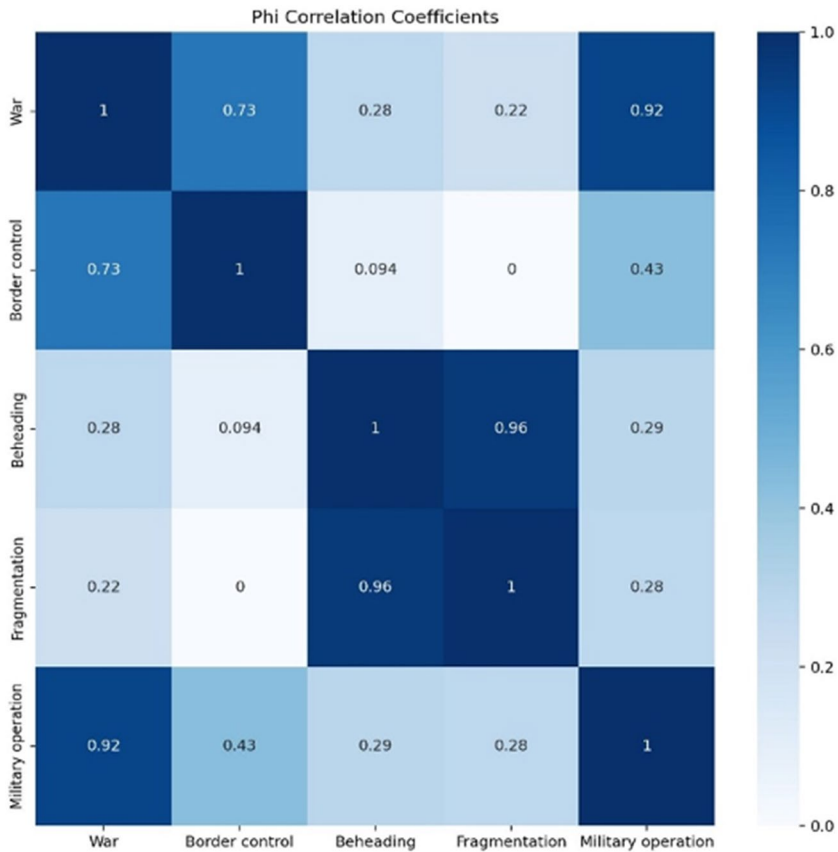 Phi Correlation Coefficients
War 1 0.73 0.28 0.22 0.92
Border control 0.73 1 0.094 0 0.43
Beheading 0.28 0.094 1 0.96 0.29
Fragmentation 0.22 0 0.96 1 0.28
Military operation 0.92 0.43 0.29 0.28 1
War Border control Beheading Fragmentation Military operation
1.0
0.8
0.6
0.4
0.2
0.0